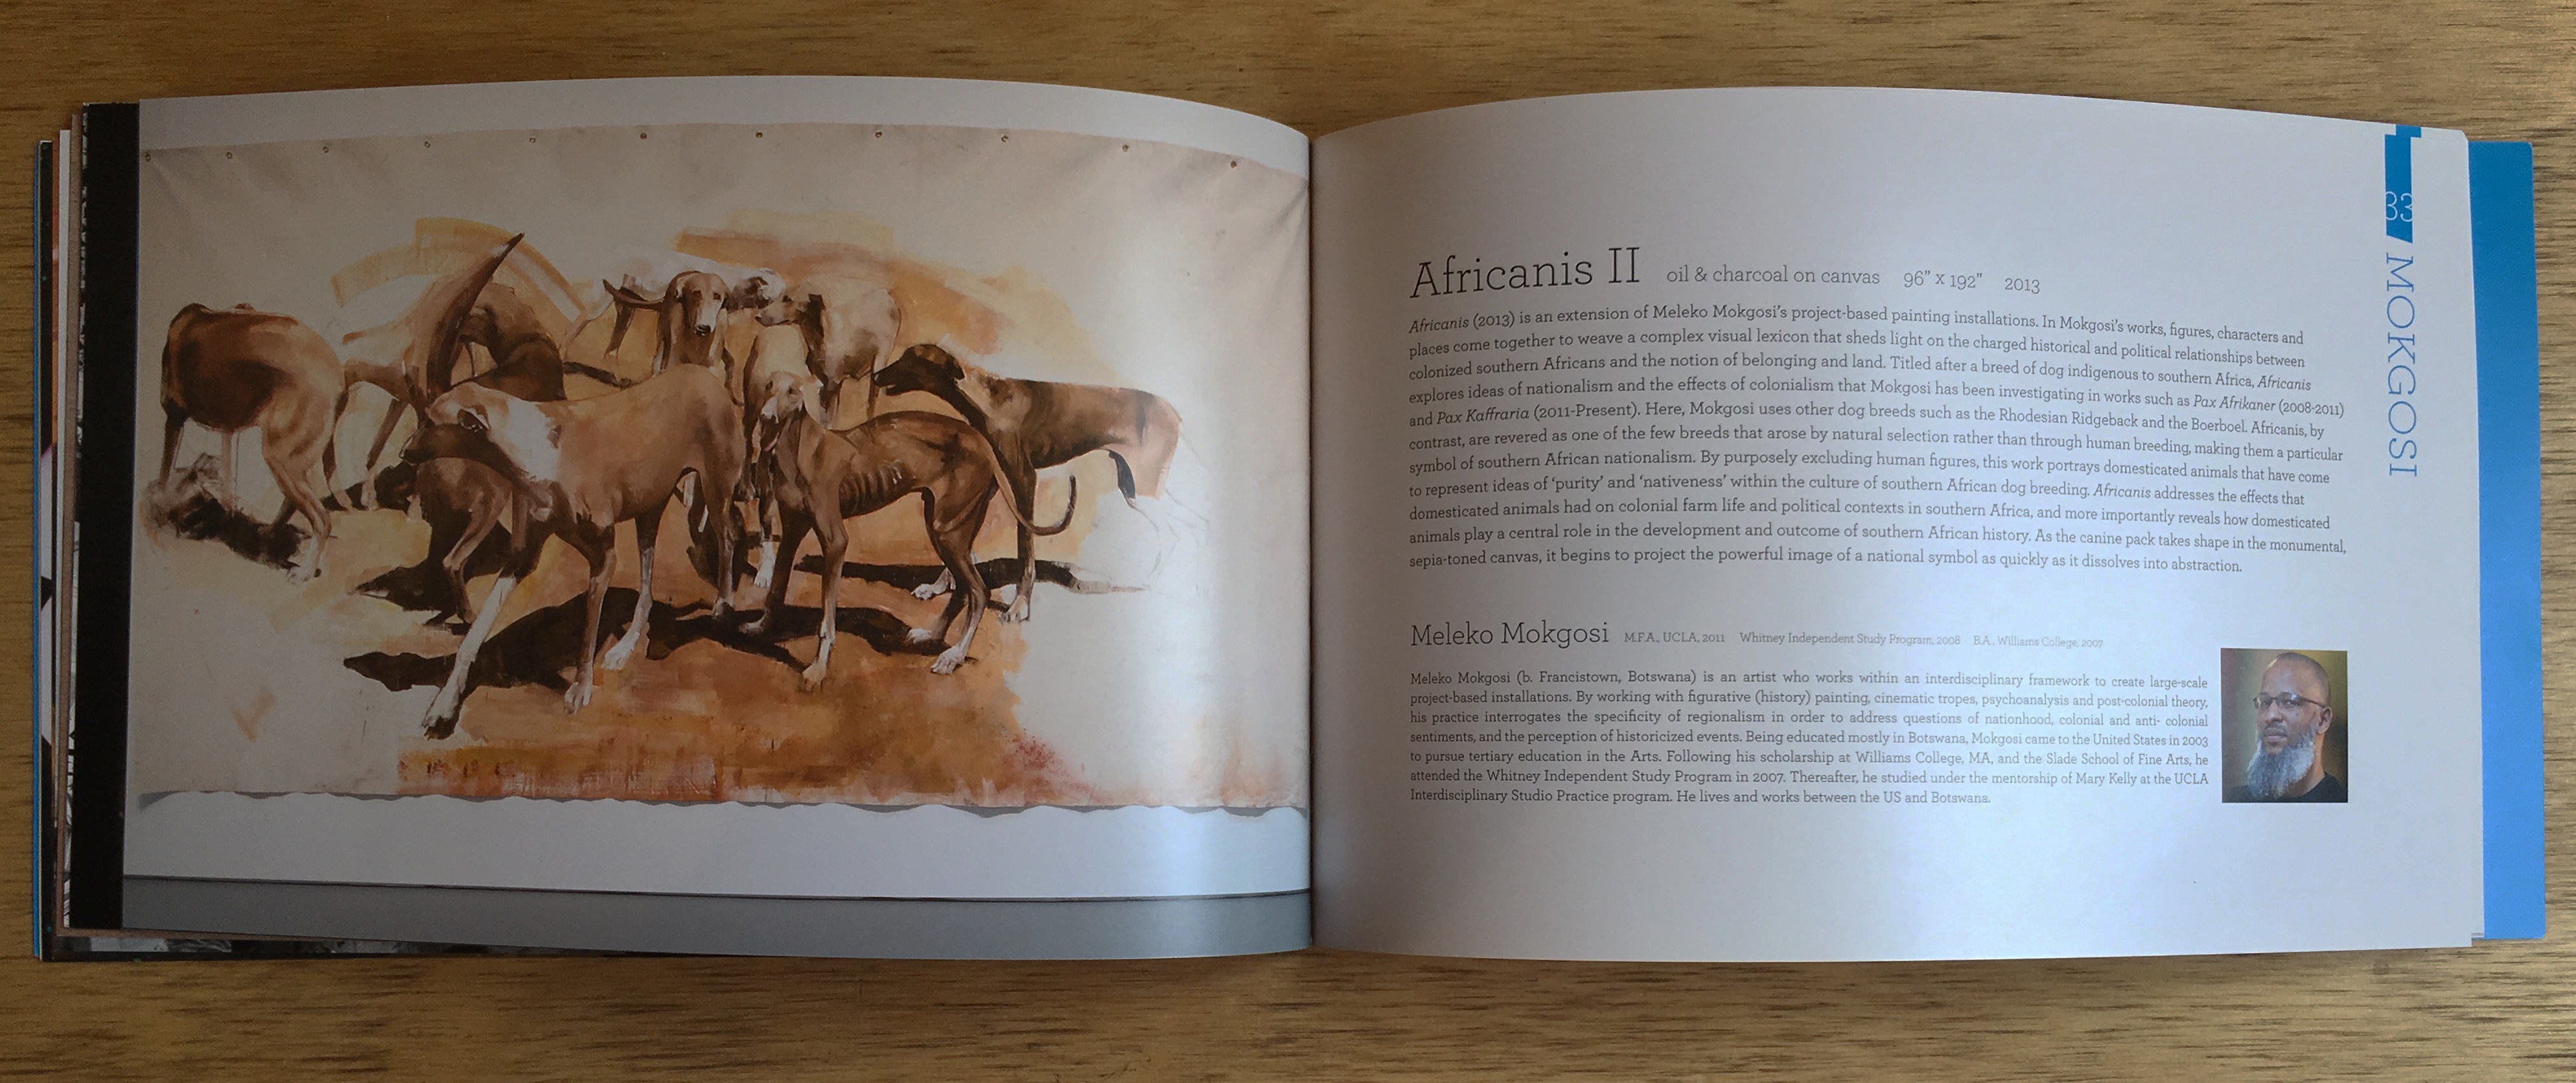 Africanis II oil & charcoal on canvas 96" x 192" 2013
Africanis (2013) is an extension of Meleko Mokgosi's project-based painting installations. In Mokgosi's works, figures, characters and
places come together to weave a complex visual lexicon that sheds light on the charged historical and political relationships between
colonized southern Africans and the notion of belonging and land. Titled after a breed of dog indigenous to southern Africa, Africanis
explores ideas of nationalism and the effects of colonialism that Mokgosi has been investigating in works such as Pax Afrikaner (2008-2011)
and Pax Kaffraria (2011-Present). Here, Mokgosi uses other dog breeds such as the Rhodesian Ridgeback and the Boerboel. Africanis, by
contrast, are revered as one of the few breeds that arose by natural selection rather than through human breeding, making them a particular
symbol of southern African nationalism. By purposely excluding human figures, this work portrays domesticated animals that have come
to represent ideas of 'purity' and 'nativeness' within the culture of southern African dog breeding. Africanis addresses the effects that
domesticated animals had on colonial farm life and political contexts in southern Africa, and more importantly reveals how domesticated
animals play a central role in the development and outcome of southern African history. As the canine pack takes shape in the monumental,
sepia-toned canvas, it begins to project the powerful image of a national symbol as quickly as it dissolves into abstraction.
Meleko Mokgosi M.F.A., UCLA, 2011 Whitney Independent Study Program, 2008 B.A., Williams College, 2007
Meleko Mokgosi (b. Francistown, Botswana) is an artist who works within an interdisciplinary framework to create large-scale
project-based installations. By working with figurative (history) painting, cinematic tropes, psychoanalysis and post-colonial theory,
his practice interrogates the specificity of regionalism in order to address questions of nationhood, colonial and anti- colonial
sentiments, and the perception of historicized events. Being educated mostly in Botswana, Mokgosi came to the United States in 2003
to pursue tertiary education in the Arts. Following his scholarship at Williams College, MA, and the Slade School of Fine Arts, he
attended the Whitney Independent Study Program in 2007. Thereafter, he studied under the mentorship of Mary Kelly at the UCLA
Interdisciplinary Studio Practice program. He lives and works between the US and Botswana.
33 / MOKGOSI